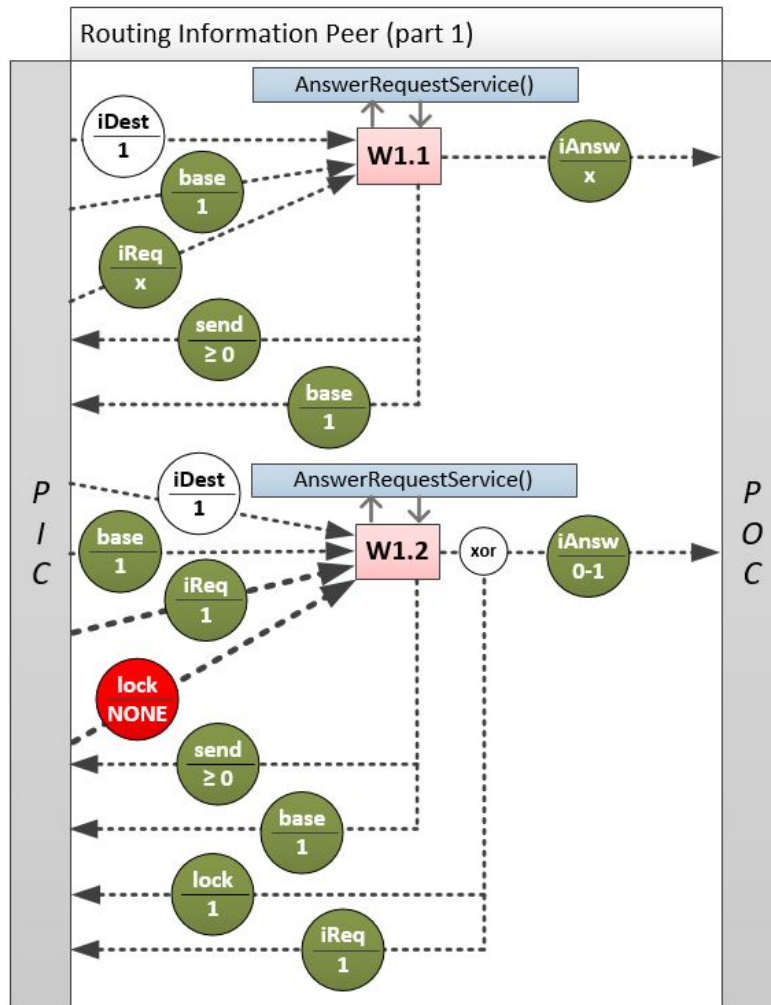 Routing Information Peer (part 1)
AnswerRequestService()
iDest
1
W1.1
iAnsw
x
base
1
iReq
x
send
≥ 0
base
1
AnswerRequestService()
iDest
1
base
1
W1.2
xor
iAnsw
0-1
iReq
1
lock
NONE
send
≥ 0
base
1
lock
1
iReq
1
P
I
C
P
O
C